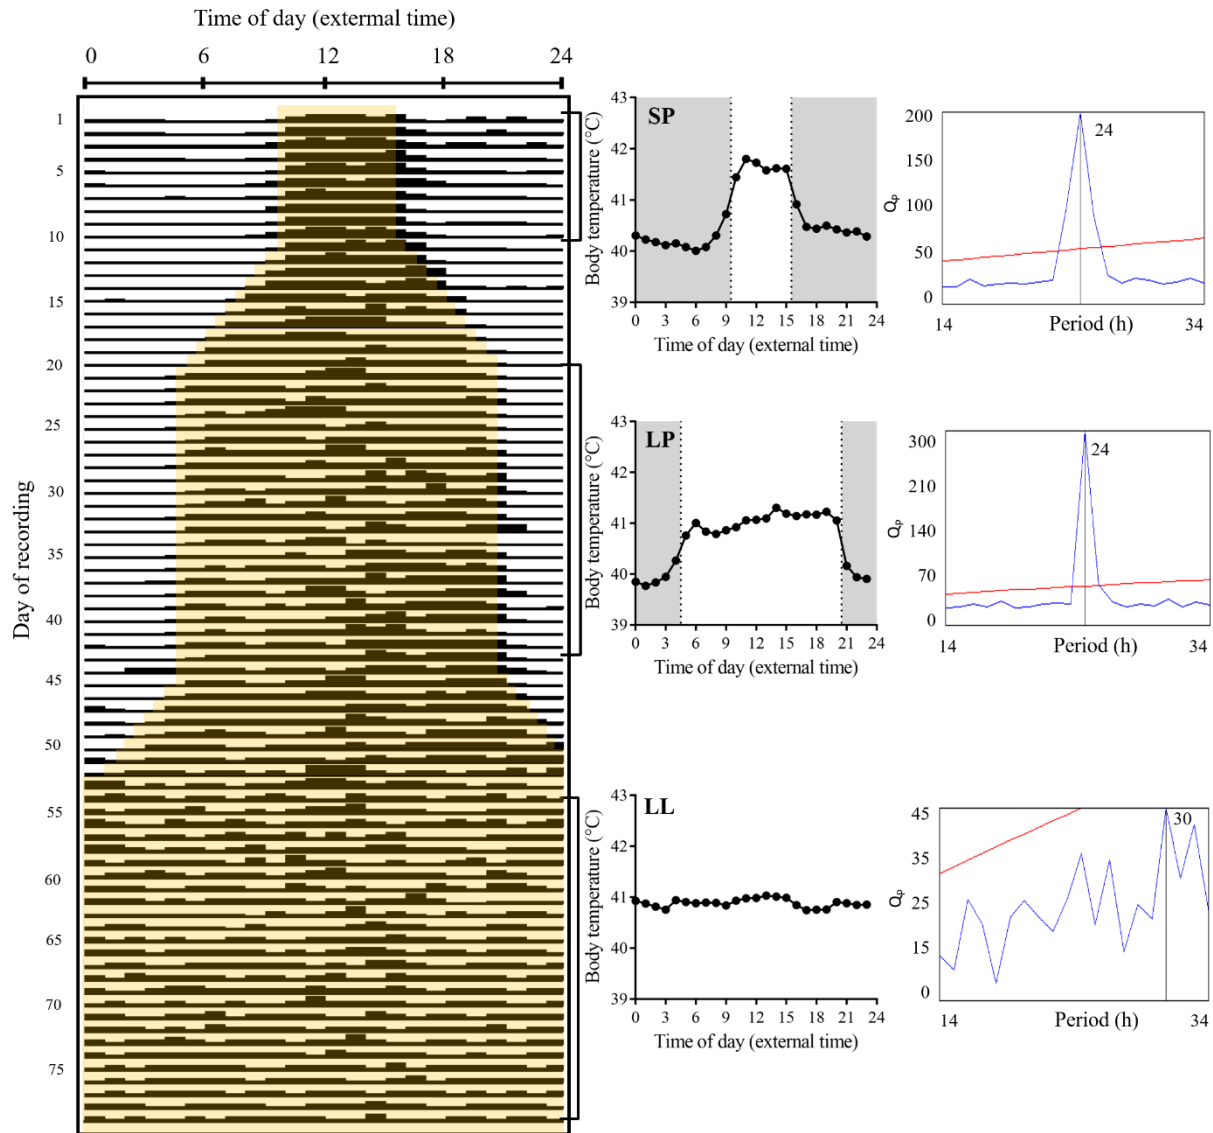 Time of day (external time)
0 6 12 18 24
Day of recording
1
5
10
15
20
25
30
35
40
45
50
55
60
65
70
75
SP
Body temperature (°C)
43
42
41
40
39
0 3 6 9 12 15 18 21 24
Time of day (external time)
Qp
200
150
100
50
0
24
14 Period (h) 34
LP
Body temperature (°C)
43
42
41
40
39
0 3 6 9 12 15 18 21 24
Time of day (external time)
Qp
300
210
140
70
0
24
14 Period (h) 34
LL
Body temperature (°C)
43
42
41
40
39
0 3 6 9 12 15 18 21 24
Time of day (external time)
Qp
45
35
25
15
0
30
14 Period (h) 34